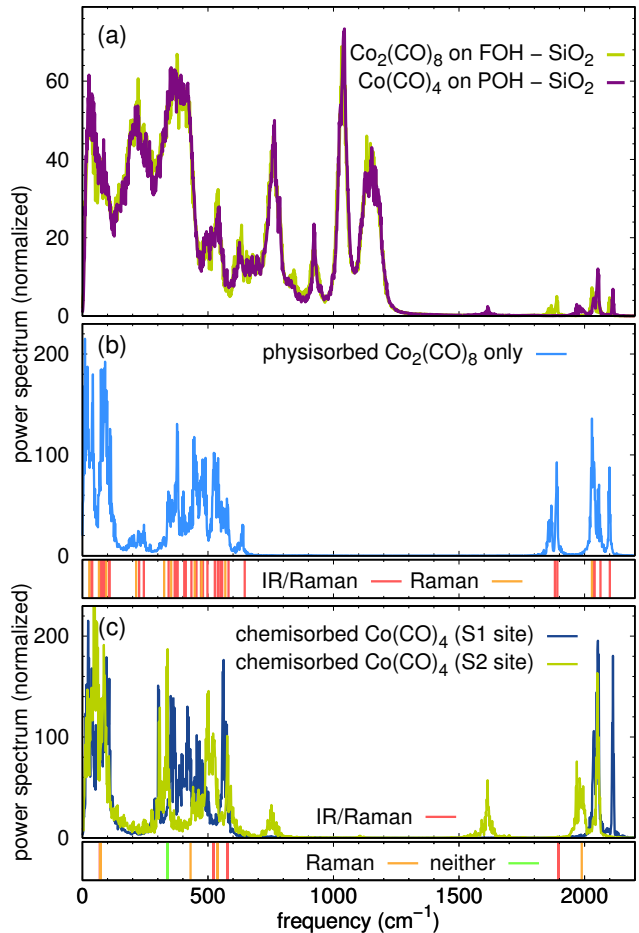 (a)
Co₂(CO)₈ on FOH – SiO₂
Co(CO)₄ on POH – SiO₂
60
40
20
0
power spectrum (normalized)
(b)
physisorbed Co₂(CO)₈ only
200
100
0
IR/Raman
Raman
power spectrum (normalized)
(c)
chemisorbed Co(CO)₄ (S1 site)
chemisorbed Co(CO)₄ (S2 site)
200
100
0
IR/Raman
Raman
neither
0
500
1000
1500
2000
frequency (cm⁻¹)